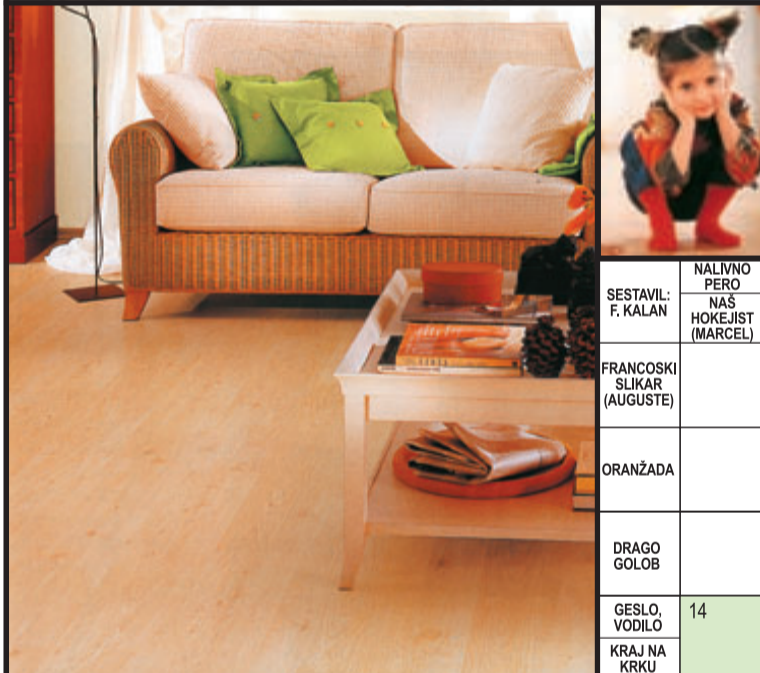 SESTAVIL:
F. KALAN
NALIVNO
PERO
NAŠ
HOKEJIST
(MARCEL)
FRANCOSKI
SLIKAR
(AUGUSTE)
ORANŽADA
DRAGO
GOLOB
GESLO,
VODILO
14
KRAJ NA
KRKU